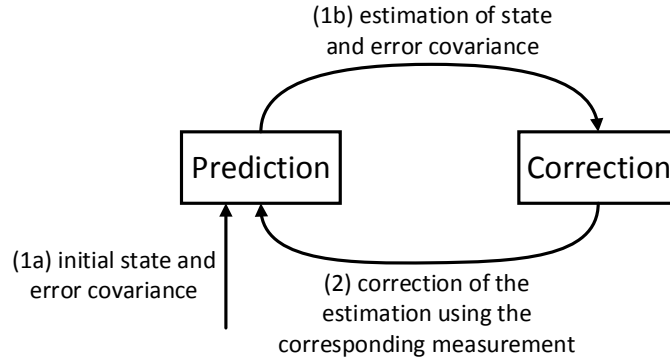 (1b) estimation of state
and error covariance
Prediction
Correction
(1a) initial state and
error covariance
(2) correction of the
estimation using the
corresponding measurement